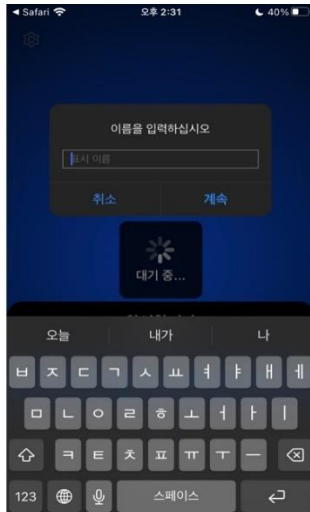 ◀ Safari 오후 2:31 40%
이름을 입력하십시오
표시 이름
취소 계속
대기 중...
오늘 내가 나
ㅂ ㅈ ㄷ ㄱ ㅅ ㅛ ㅕ ㅑ ㅐ ㅔ
ㅁ ㄴ ㅇ ㄹ ㅎ ㅗ ㅓ ㅏ ㅣ
ㅋ ㅌ ㅊ ㅍ ㅠ ㅜ ㅡ
123 스페이스